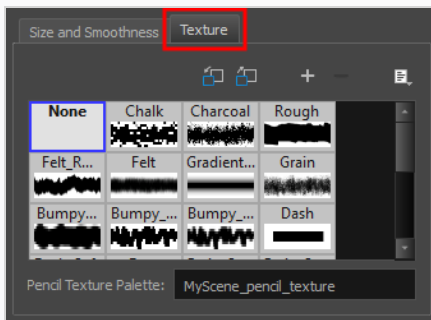 Size and Smoothness Texture
None Chalk Charcoal Rough
Felt_R... Felt Gradient... Grain
Bumpy... Bumpy_... Bumpy_... Dash
Pencil Texture Palette: MyScene_pencil_texture